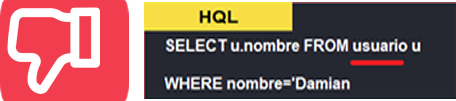 HQL
SELECT u.nombre FROM usuario u
WHERE nombre='Damian